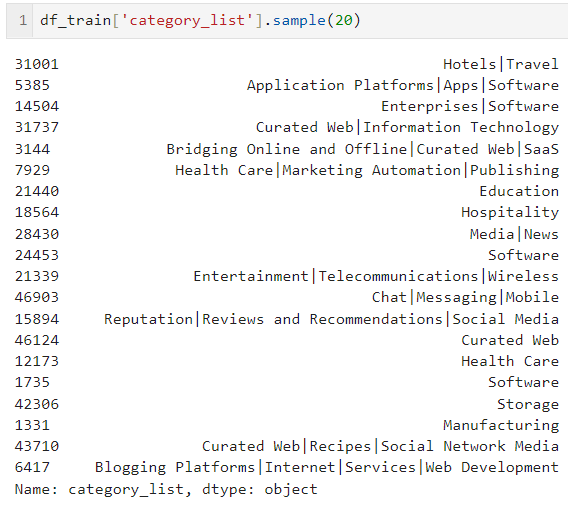 1 df_train['category_list'].sample(20)
31001 Hotels|Travel
5385 Application Platforms|Apps|Software
14504 Enterprises|Software
31737 Curated Web|Information Technology
3144 Bridging Online and Offline|Curated Web|SaaS
7929 Health Care|Marketing Automation|Publishing
21440 Education
18564 Hospitality
28430 Media|News
24453 Software
21339 Entertainment|Telecommunications|Wireless
46903 Chat|Messaging|Mobile
15894 Reputation|Reviews and Recommendations|Social Media
46124 Curated Web
12173 Health Care
1735 Software
42306 Storage
1331 Manufacturing
43710 Curated Web|Recipes|Social Network Media
6417 Blogging Platforms|Internet|Services|Web Development
Name: category_list, dtype: object